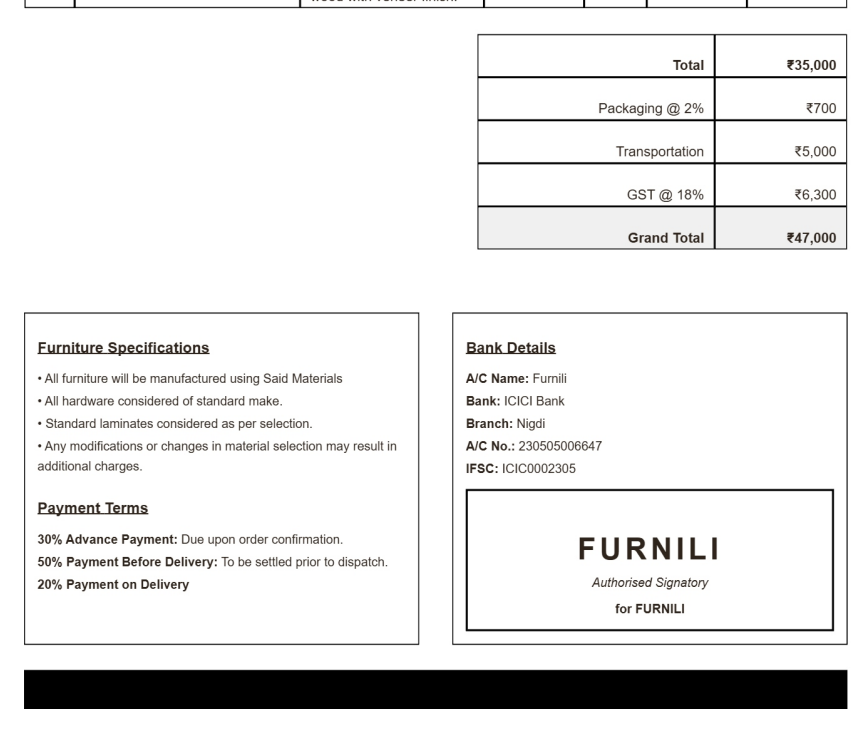 wood with veneer finish.
Total ₹35,000
Packaging @ 2% ₹700
Transportation ₹5,000
GST @ 18% ₹6,300
Grand Total ₹47,000
Furniture Specifications
• All furniture will be manufactured using Said Materials
• All hardware considered of standard make.
• Standard laminates considered as per selection.
• Any modifications or changes in material selection may result in
additional charges.
Payment Terms
30% Advance Payment: Due upon order confirmation.
50% Payment Before Delivery: To be settled prior to dispatch.
20% Payment on Delivery
Bank Details
A/C Name: Furnili
Bank: ICICI Bank
Branch: Nigdi
A/C No.: 230505006647
IFSC: ICIC0002305
FURNILI
Authorised Signatory
for FURNILI